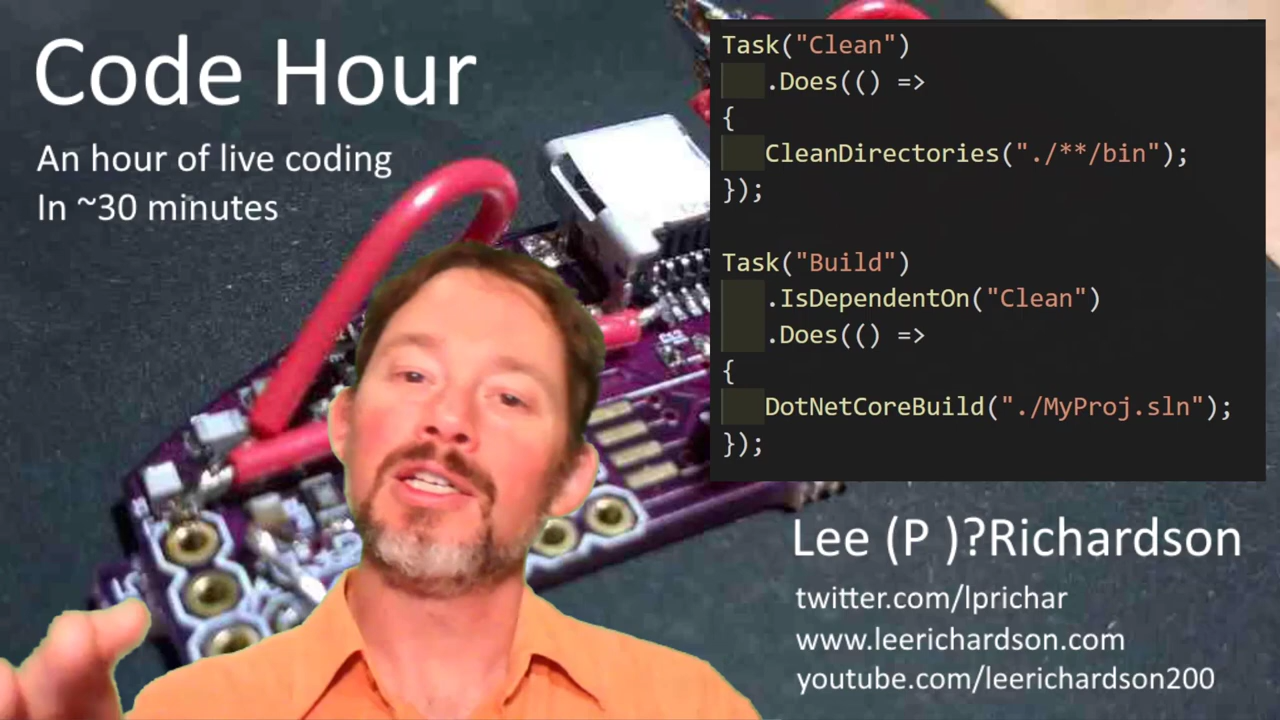 Code Hour
An hour of live coding
In ~30 minutes
Task("Clean")
.Does(() =>
{
CleanDirectories("./**/bin");
});
Task("Build")
.IsDependentOn("Clean")
.Does(() =>
{
DotNetCoreBuild("./MyProj.sln");
});
Lee (P )?Richardson
twitter.com/lprichar
www.leerichardson.com
youtube.com/leerichardson200